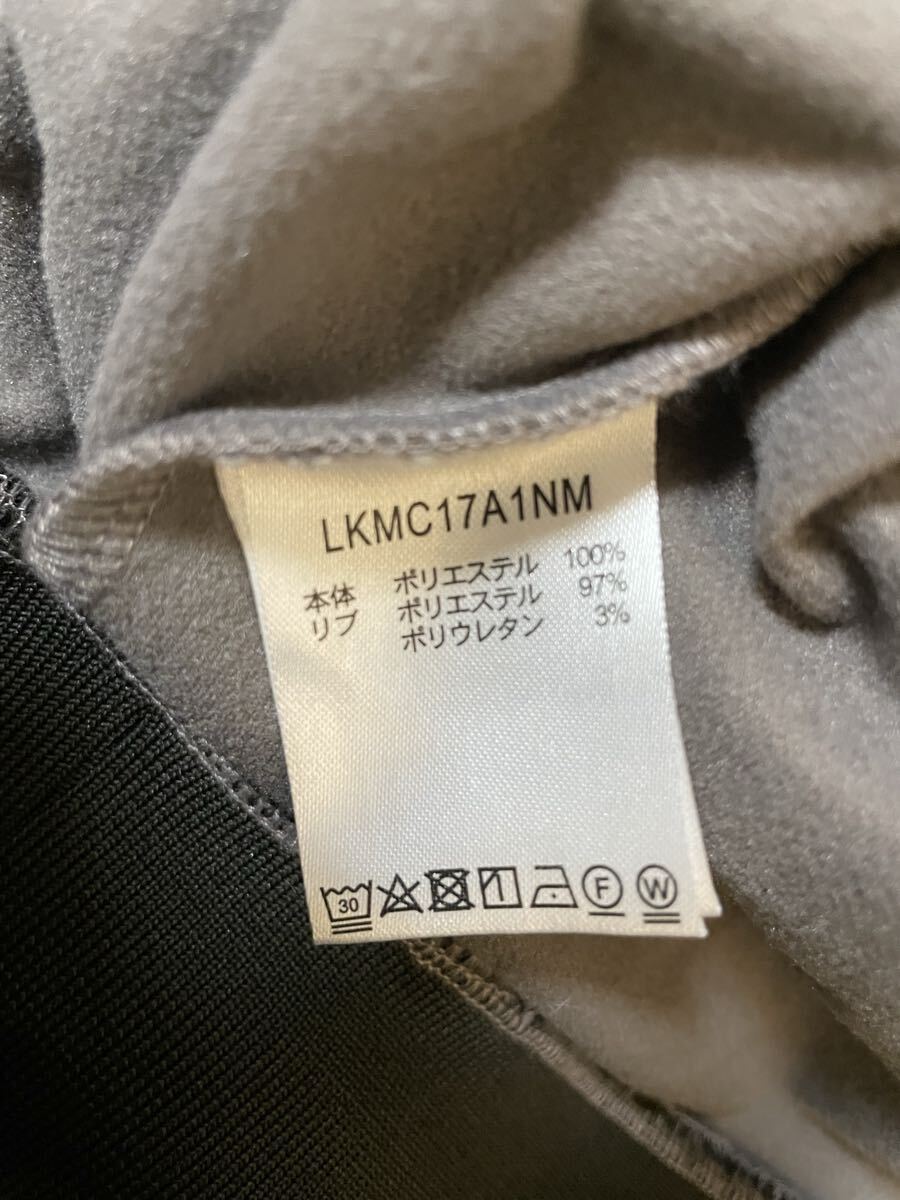 LKMC17A1NM
本体 ポリエステル 100%
リブ ポリエステル 97%
ポリウレタン 3%
30 F W